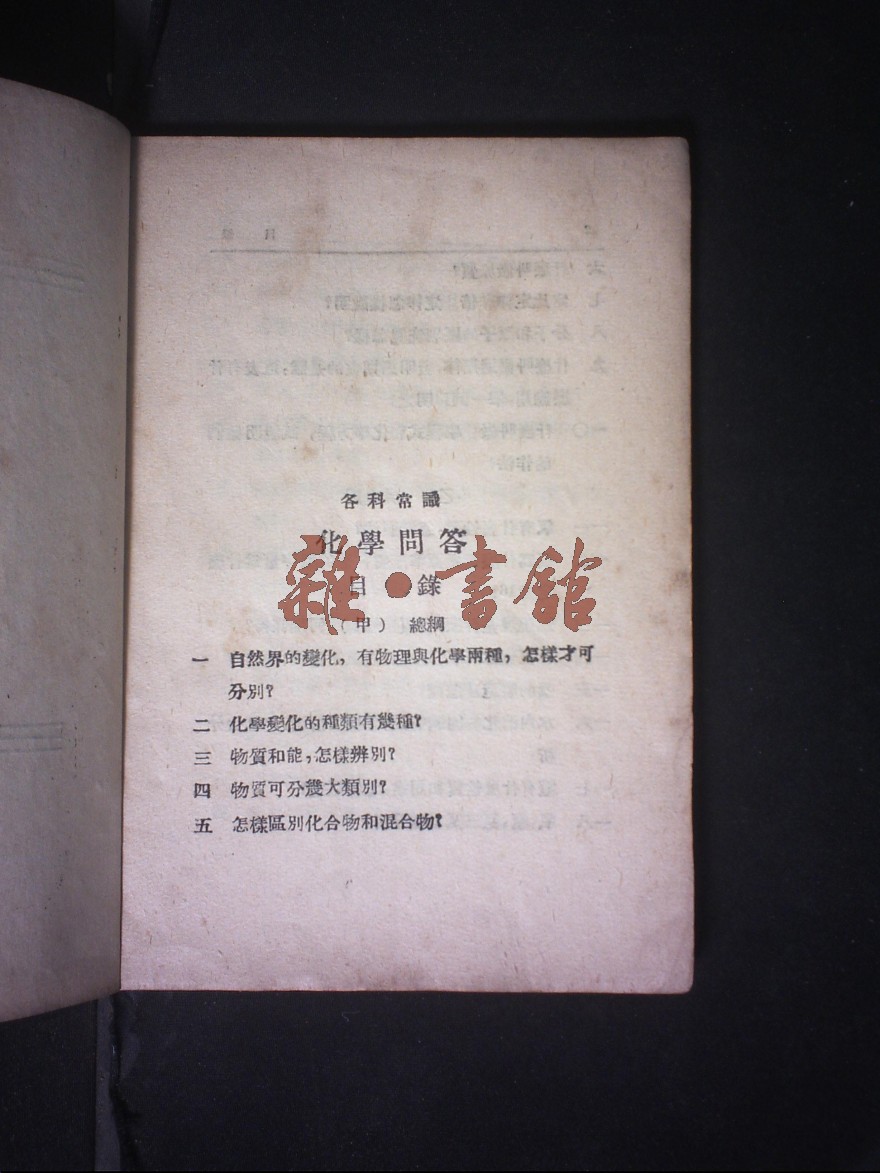 各科常識
化學問答
目錄
(甲) 總綱
一 自然界的變化，有物理與化學兩種，怎樣才可
分別？
二 化學變化的種類有幾種？
三 物質和能，怎樣辨別？
四 物質可分幾大類別？
五 怎樣區別化合物和混合物？
雜·書館